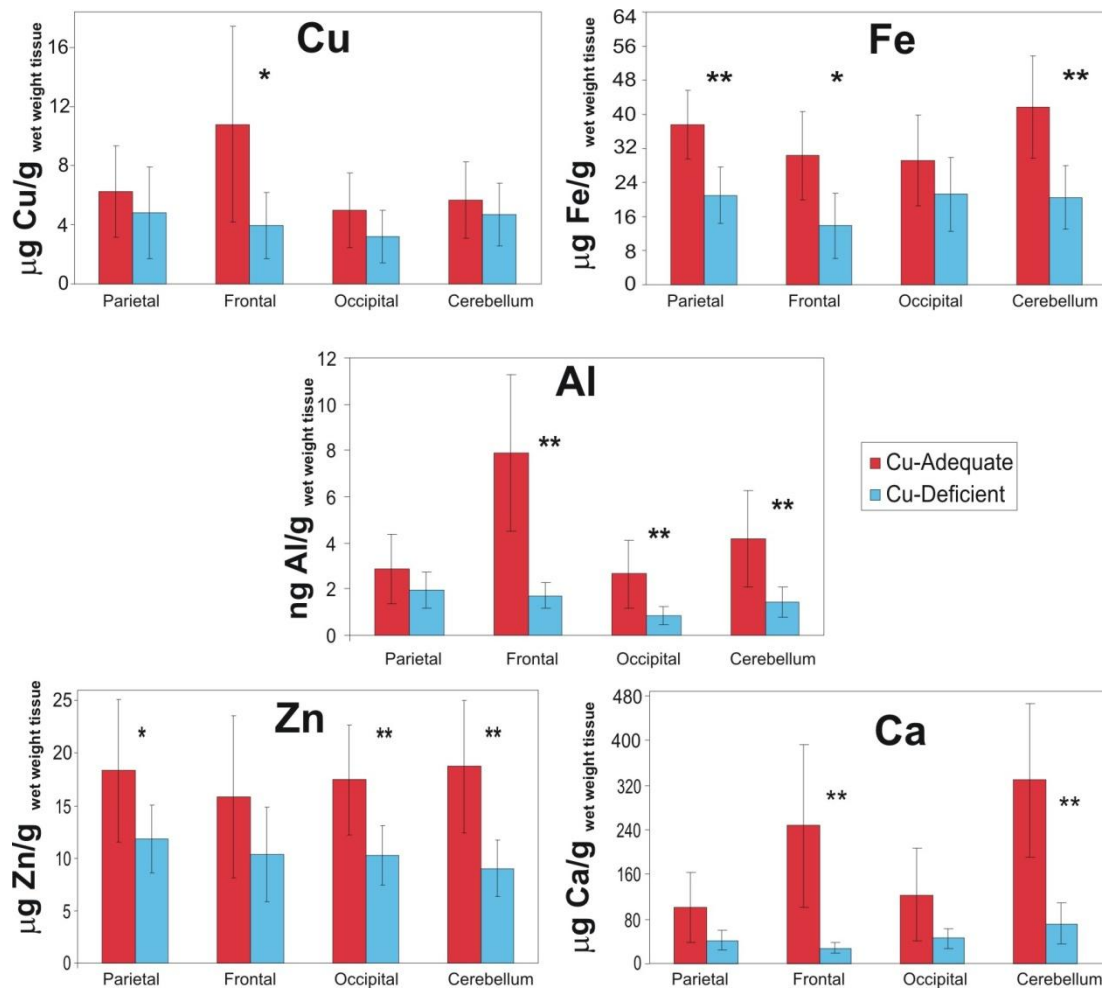 Cu
μg Cu/g wet weight tissue
16
12
8
4
0
*
Parietal Frontal Occipital Cerebellum
Fe
μg Fe/g wet weight tissue
64
56
48
40
32
24
16
8
0
** * **
Parietal Frontal Occipital Cerebellum
Al
ng Al/g wet weight tissue
12
10
8
6
4
2
0
** ** **
Parietal Frontal Occipital Cerebellum
Cu-Adequate
Cu-Deficient
Zn
μg Zn/g wet weight tissue
25
20
15
10
5
0
* ** **
Parietal Frontal Occipital Cerebellum
Ca
μg Ca/g wet weight tissue
480
400
320
240
160
80
0
** **
Parietal Frontal Occipital Cerebellum